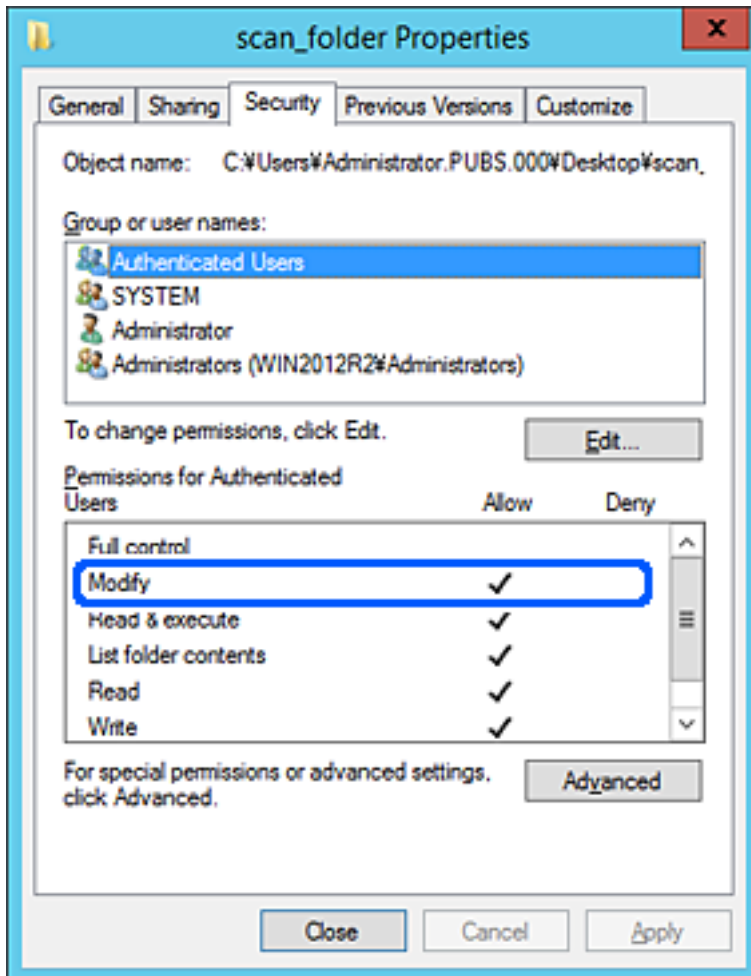 scan_folder Properties
x
General Sharing Security Previous Versions Customize
Object name: C:¥Users¥Administrator.PUBS.000¥Desktop¥scan_
Group or user names:
Authenticated Users
SYSTEM
Administrator
Administrators (WIN2012R2¥Administrators)
To change permissions, click Edit.
Edit...
Permissions for Authenticated
Users
Allow Deny
Full control
Modify
Read & execute
List folder contents
Read
Write
For special permissions or advanced settings,
click Advanced.
Advanced
Close Cancel Apply